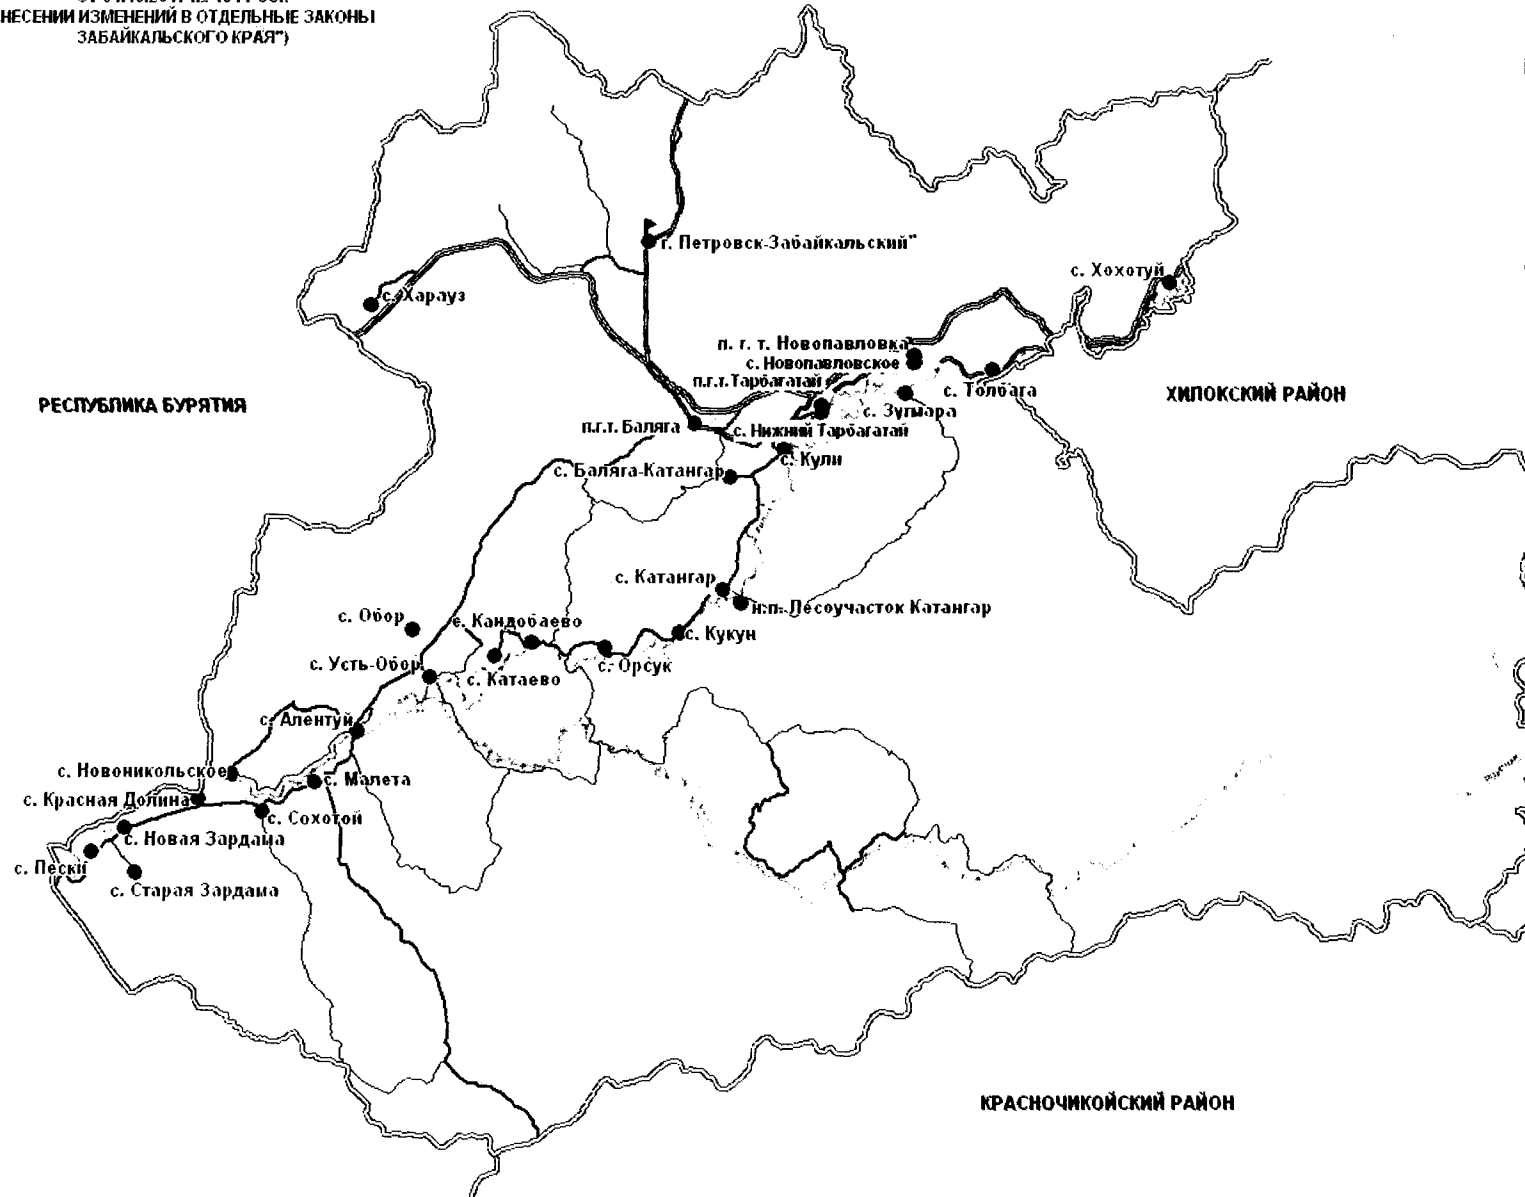 НЕСЕНИИ ИЗМЕНЕНИЙ В ОТДЕЛЬНЫЕ ЗАКОНЫ
ЗАБАЙКАЛЬСКОГО КРАЯ")
г. Петровск-Забайкальский"
с. Хохотуй
с. Харауз
п. г. т. Новопавловка
с. Новопавловское
п.г.т. Тарбагатай
с. Толбага
ХИЛОКСКИЙ РАЙОН
РЕСПУБЛИКА БУРЯТИЯ
с. Зугмара
п.г.т. Баляга
с. Нижний Тарбагатай
с. Кули
с. Баляга-Катангар
с. Катангар
н.п. Лесоучасток Катангар
с. Обор
с. Кандобаево
с. Кукун
с. Усть-Обор
с. Орсук
с. Катаево
с. Алентуй
с. Новоникольское
с. Малета
с. Красная Долина
с. Сохотой
с. Новая Зардама
с. Пески
с. Старая Зардама
КРАСНОЧИКОЙСКИЙ РАЙОН